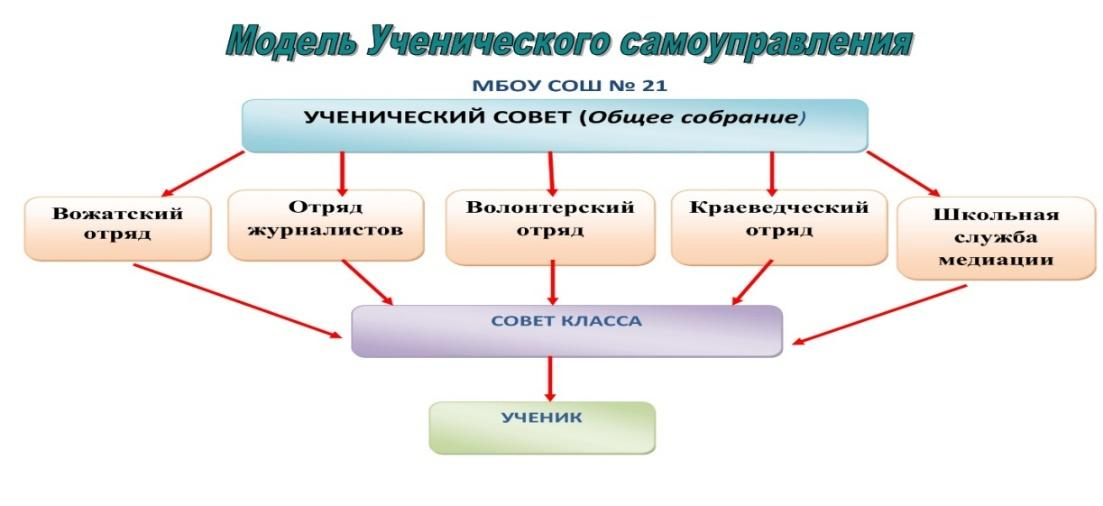 Модель Ученического самоуправления
МБОУ СОШ № 21
УЧЕНИЧЕСКИЙ СОВЕТ (Общее собрание)
Вожатский
отряд
Отряд
журналистов
Волонтерский
отряд
Краеведческий
отряд
Школьная
служба
медиации
СОВЕТ КЛАССА
УЧЕНИК